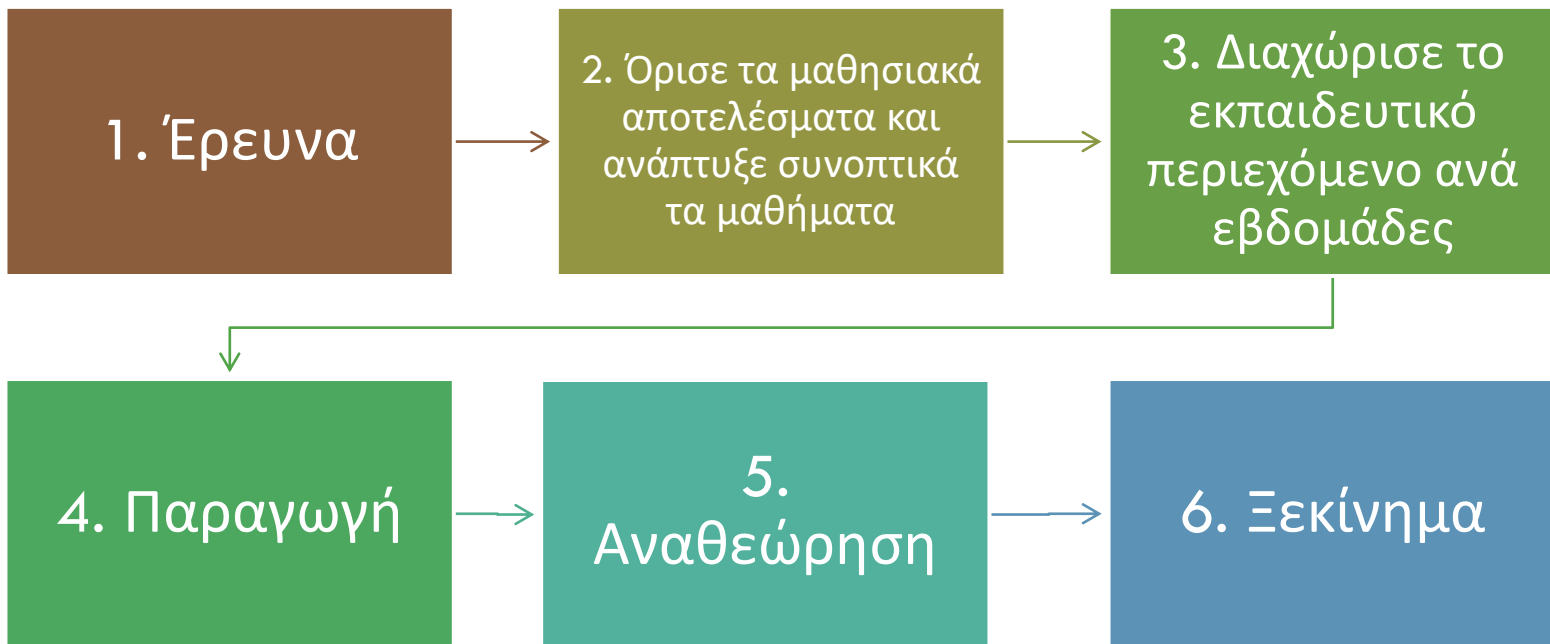 1. Έρευνα
2. Όρισε τα μαθησιακά
αποτελέσματα και
ανάπτυξε συνοπτικά
τα μαθήματα
3. Διαχώρισε το
εκπαιδευτικό
περιεχόμενο ανά
εβδομάδες
4. Παραγωγή
5.
Αναθεώρηση
6. Ξεκίνημα